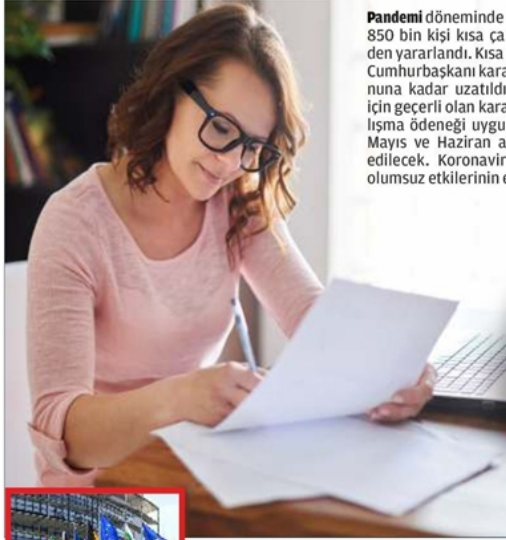 Pandemi döneminde
850 bin kişi kısa ça
den yararlandı. Kısa
Cumhurbaşkanı kara
nuna kadar uzatıldı
için geçerli olan kara
lışma ödeneği uygu
Mayıs ve Haziran a
edilecek. Koronavir
olumsuz etkilerinin e